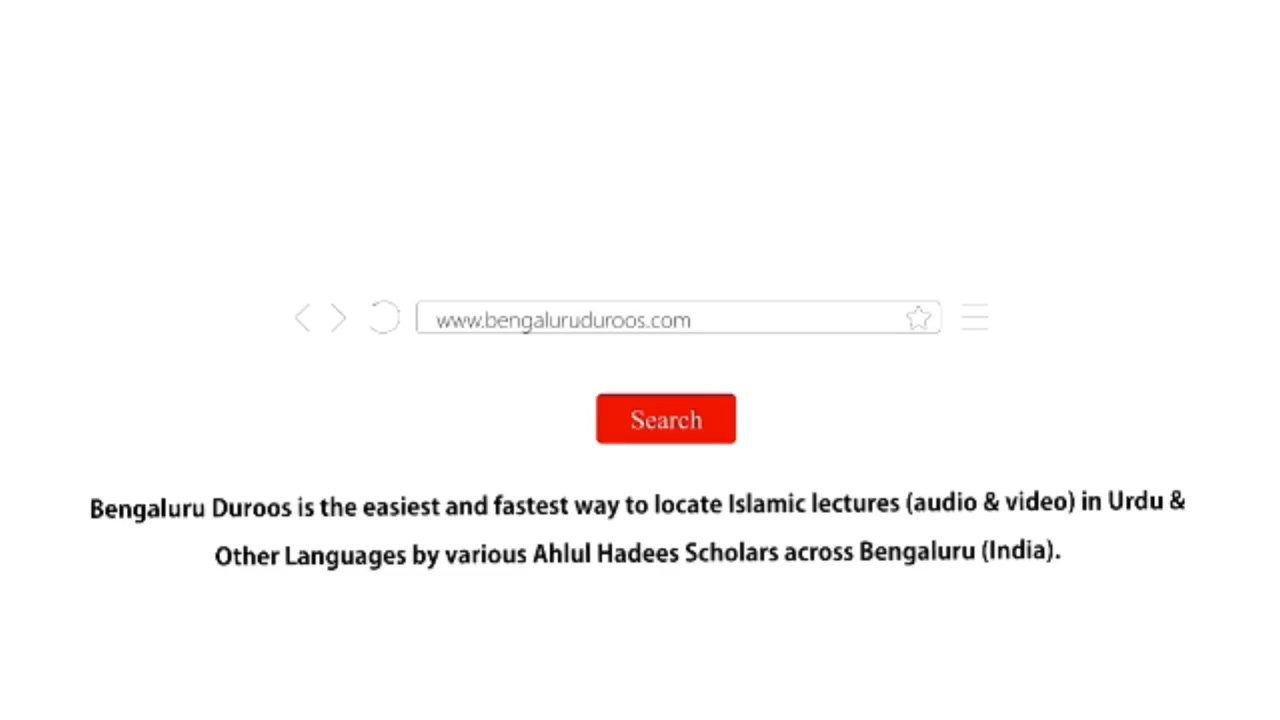 www.bengaluruduroos.com
Search
Bengaluru Duroos is the easiest and fastest way to locate Islamic lectures (audio & video) in Urdu &
Other Languages by various Ahlul Hadees Scholars across Bengaluru (India).